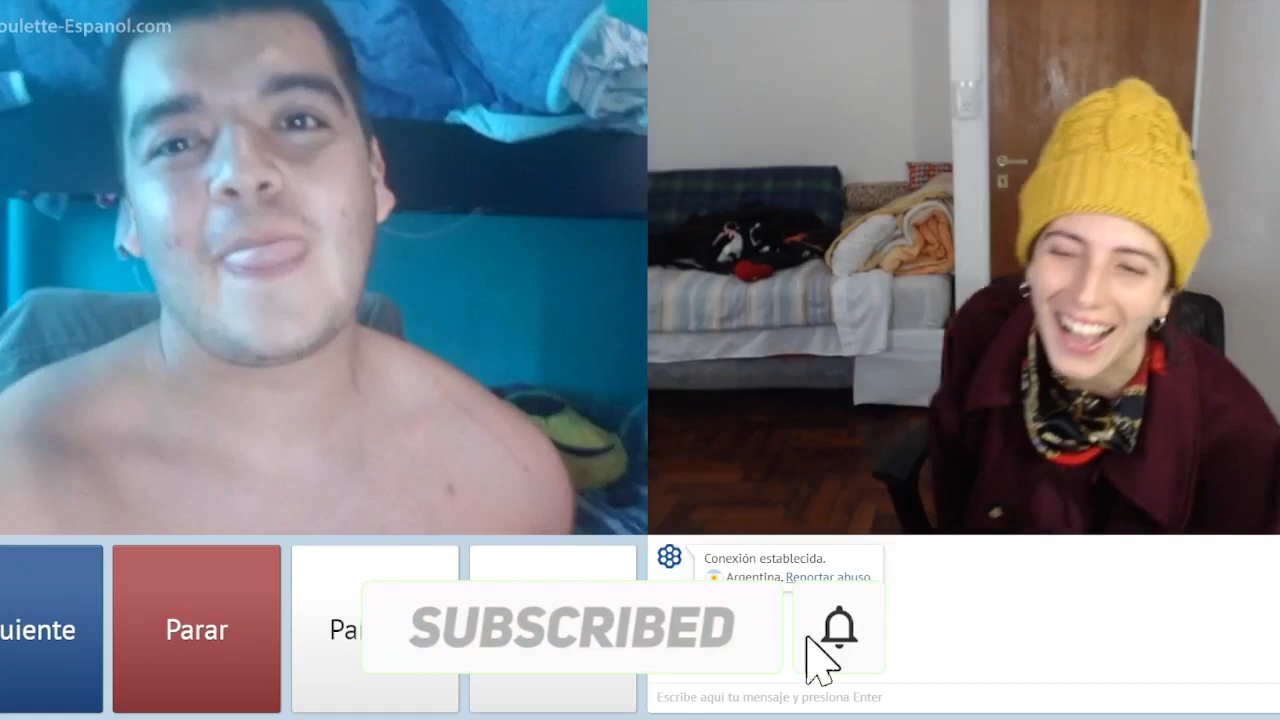 oulette-Espanol.com
Conexión establecida.
Argentina. Reportar abuso.
uiente
Parar
Pa
SUBSCRIBED
Escribe aquí tu mensaje y presiona Enter